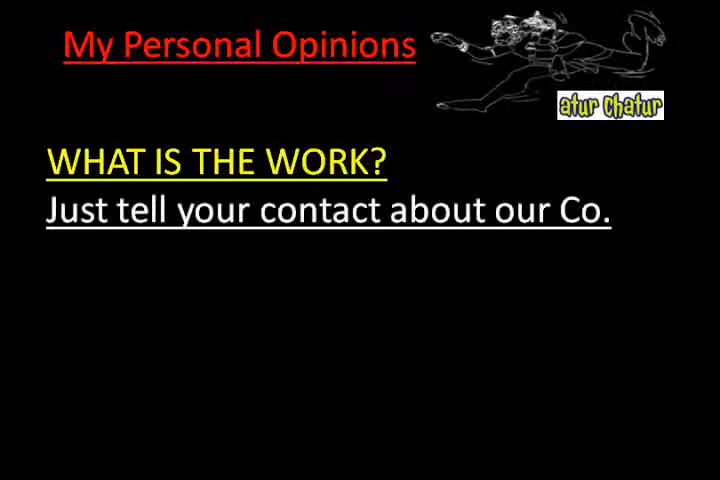 My Personal Opinions
atur chatur
WHAT IS THE WORK?
Just tell your contact about our Co.